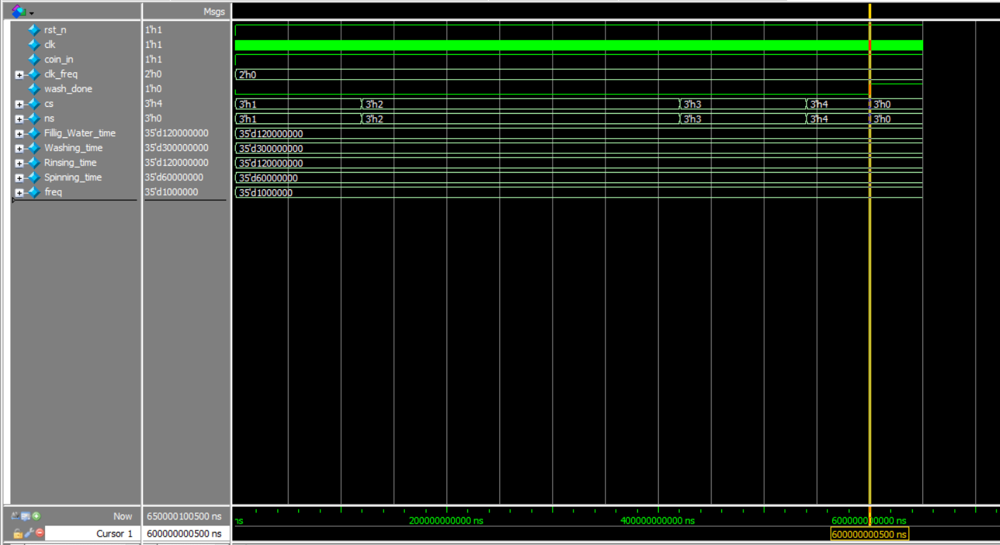 Msgs
rst_n 1'h1
clk 1'h1
coin_in 1'h1
clk_freq 2'h0 2'h0
wash_done 1'h0
cs 3'h4 3'h1 3'h2 3'h3 3'h4 3'h0
ns 3'h0 3'h1 3'h2 3'h3 3'h4 3'h0
Fillig_Water_time 35'd120000000 35'd120000000
Washing_time 35'd300000000 35'd300000000
Rinsing_time 35'd120000000 35'd120000000
Spinning_time 35'd60000000 35'd60000000
freq 35'd1000000 35'd1000000
Now 650000100500 ns ns 200000000000 ns 400000000000 ns 600000000000 ns
Cursor 1 600000000500 ns 600000000500 ns